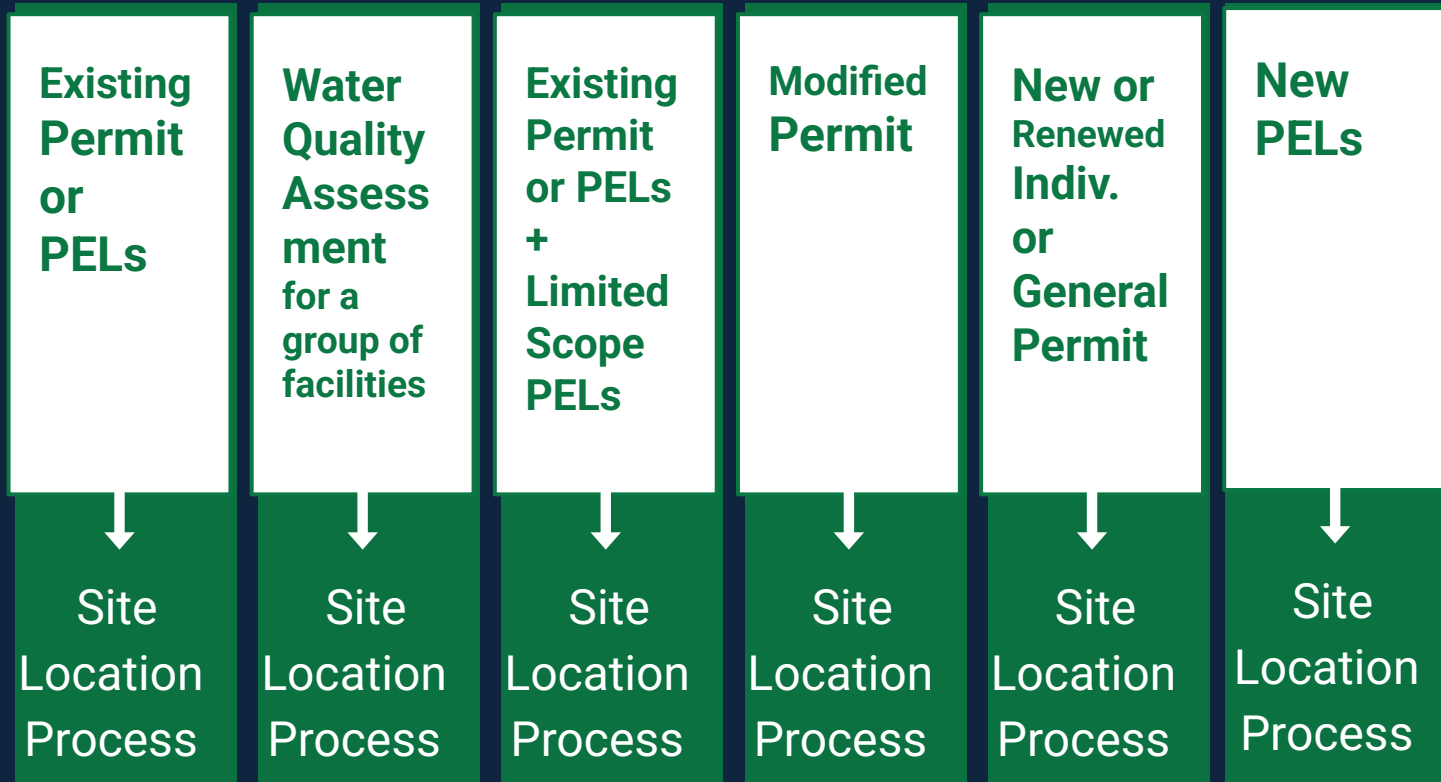 Existing
Permit
or
PELs
Site
Location
Process
Water
Quality
Assess
ment
for a
group of
facilities
Site
Location
Process
Existing
Permit
or PELs
+
Limited
Scope
PELs
Site
Location
Process
Modified
Permit
Site
Location
Process
New or
Renewed
Indiv.
or
General
Permit
Site
Location
Process
New
PELs
Site
Location
Process